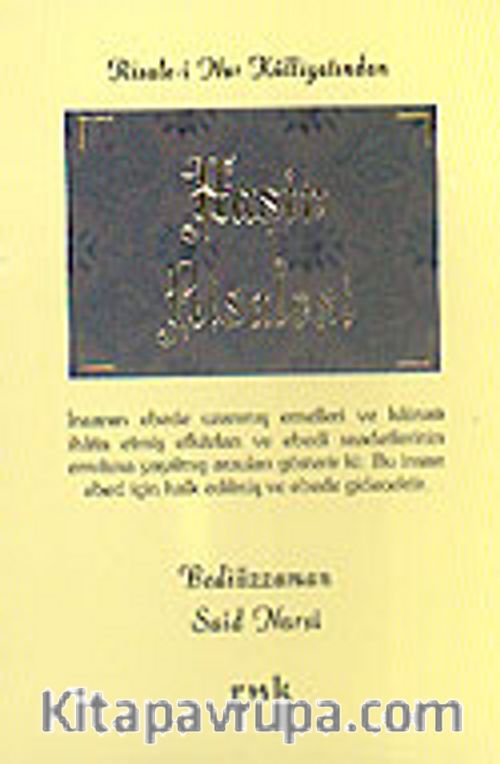 Risale-i Nur Külliyatından
Haşir
Risalesi
İnsanın ebede uzanmış emelleri ve kâinatı
ihâta etmiş efkârları ve ebedî saadetlerinin
envâına yayılmış arzuları gösterir ki: Bu insan
ebed için halk edilmiş ve ebede gidecektir.
Bediüzzaman
Said Nursi
rnk
Kitapavrupa.com